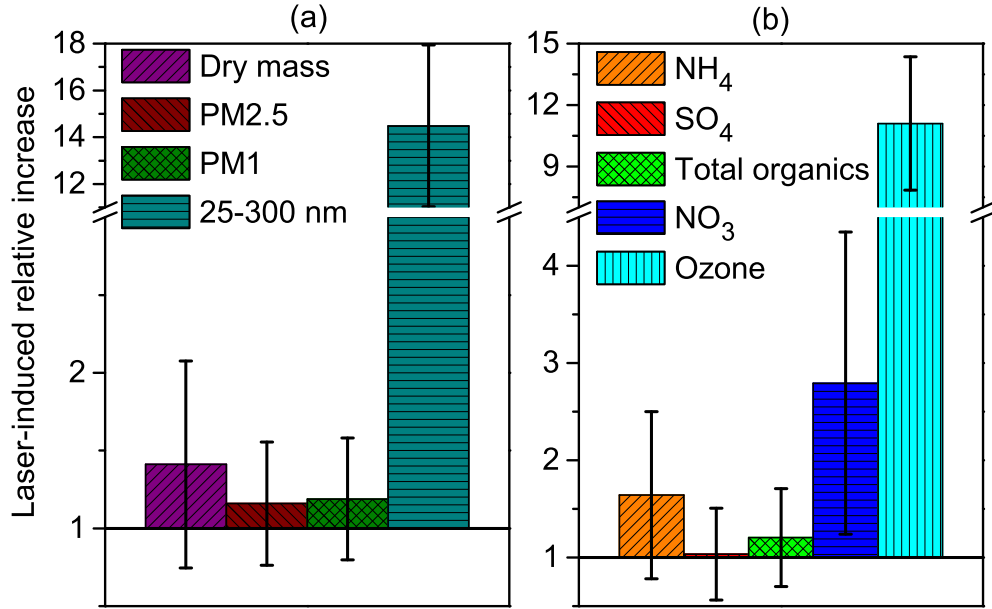 (a)
(b)
Laser-induced relative increase
18
16
14
12
2
1
Dry mass
PM2.5
PM1
25-300 nm
15
12
9
4
3
2
1
NH4
SO4
Total organics
NO3
Ozone